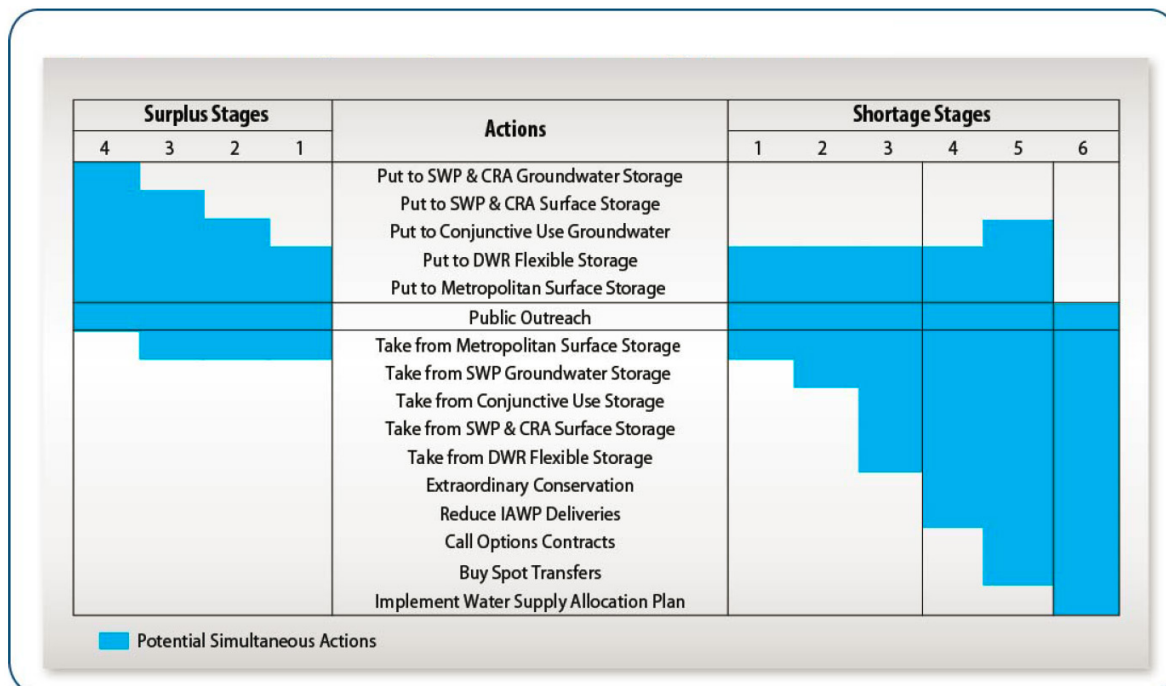 Surplus Stages Actions Shortage Stages
4 3 2 1 1 2 3 4 5 6
Put to SWP & CRA Groundwater Storage
Put to SWP & CRA Surface Storage
Put to Conjunctive Use Groundwater
Put to DWR Flexible Storage
Put to Metropolitan Surface Storage
Public Outreach
Take from Metropolitan Surface Storage
Take from SWP Groundwater Storage
Take from Conjunctive Use Storage
Take from SWP & CRA Surface Storage
Take from DWR Flexible Storage
Extraordinary Conservation
Reduce IAWP Deliveries
Call Options Contracts
Buy Spot Transfers
Implement Water Supply Allocation Plan
Potential Simultaneous Actions